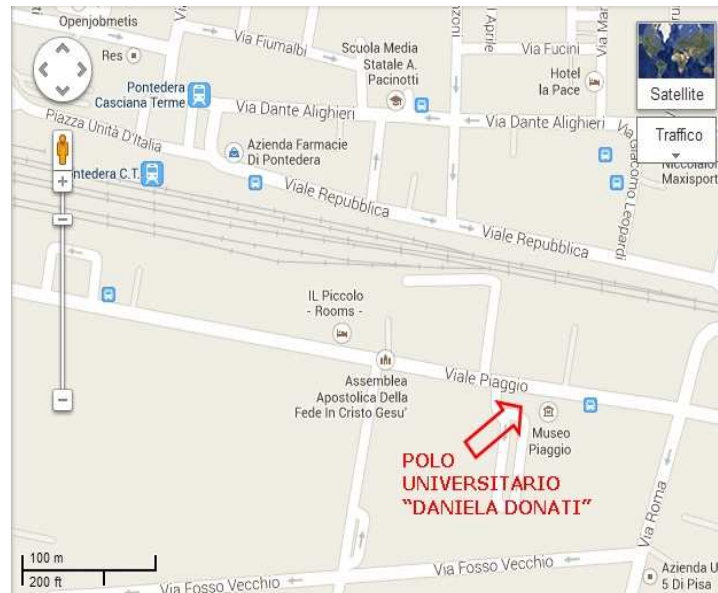 Openjobmetis
Res
Via Fiumalbi
Scuola Media
Statale A.
Pacinotti
Via Fucini
Hotel
la Pace
Satellite
Traffico
Pontedera
Casciana Terme
Via Dante Alighieri
Via Dante Alighieri
Piazza Unità D'Italia
Azienda Farmacie
Di Pontedera
ntedera C.T.
Viale Repubblica
Viale Repubblica
Via Giacomo Leopardi
Maxisport
IL Piccolo
- Rooms -
Assemblea
Apostolica Della
Fede In Cristo Gesu'
Viale Piaggio
Museo
Piaggio
POLO
UNIVERSITARIO
“DANIELA DONATI”
Via Roma
100 m
200 ft
Via Fosso Vecchio
Via Fosso Vecchio
Azienda U
5 Di Pisa